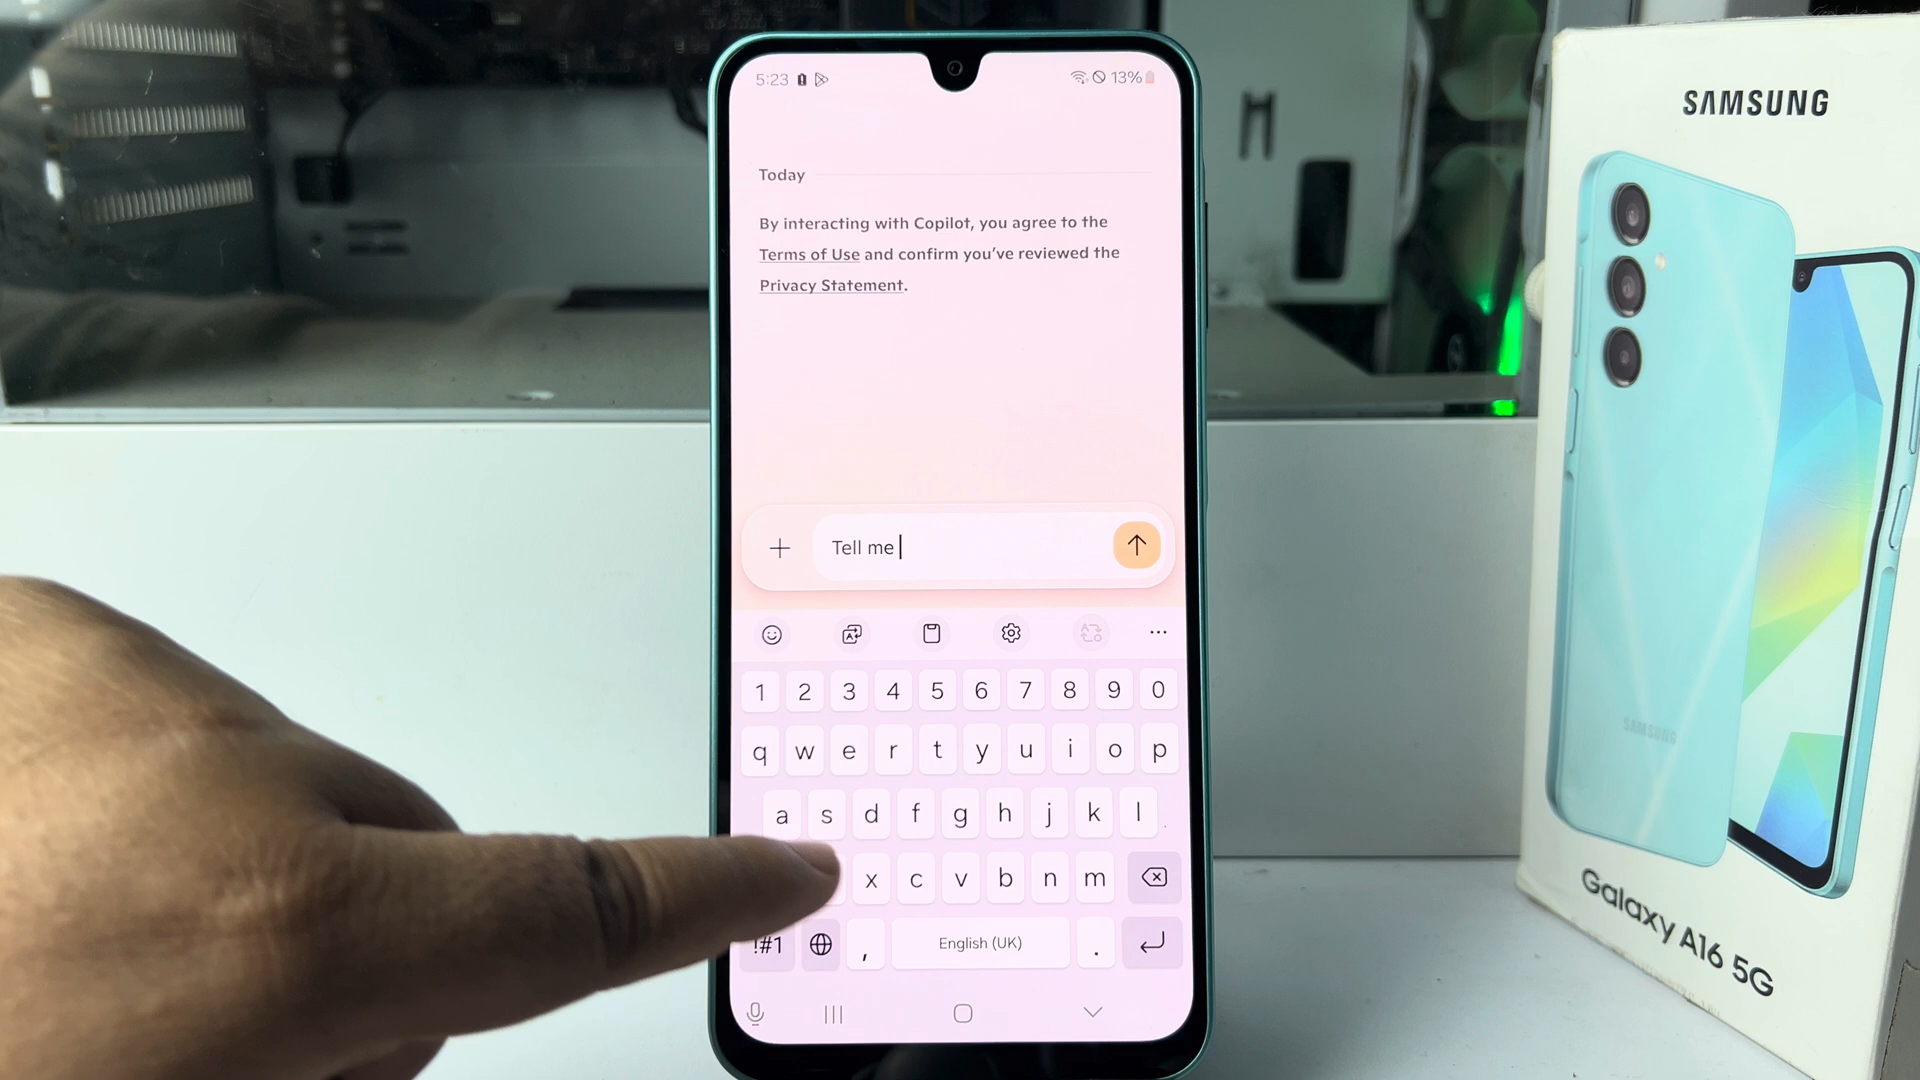 5:23
13%
Today
By interacting with Copilot, you agree to the
Terms of Use and confirm you've reviewed the
Privacy Statement.
Tell me
1 2 3 4 5 6 7 8 9 0
q w e r t y u i o p
a s d f g h j k l
x c v b n m
!#1 , English (UK) .
SAMSUNG
SAMSUNG
Galaxy A16 5G